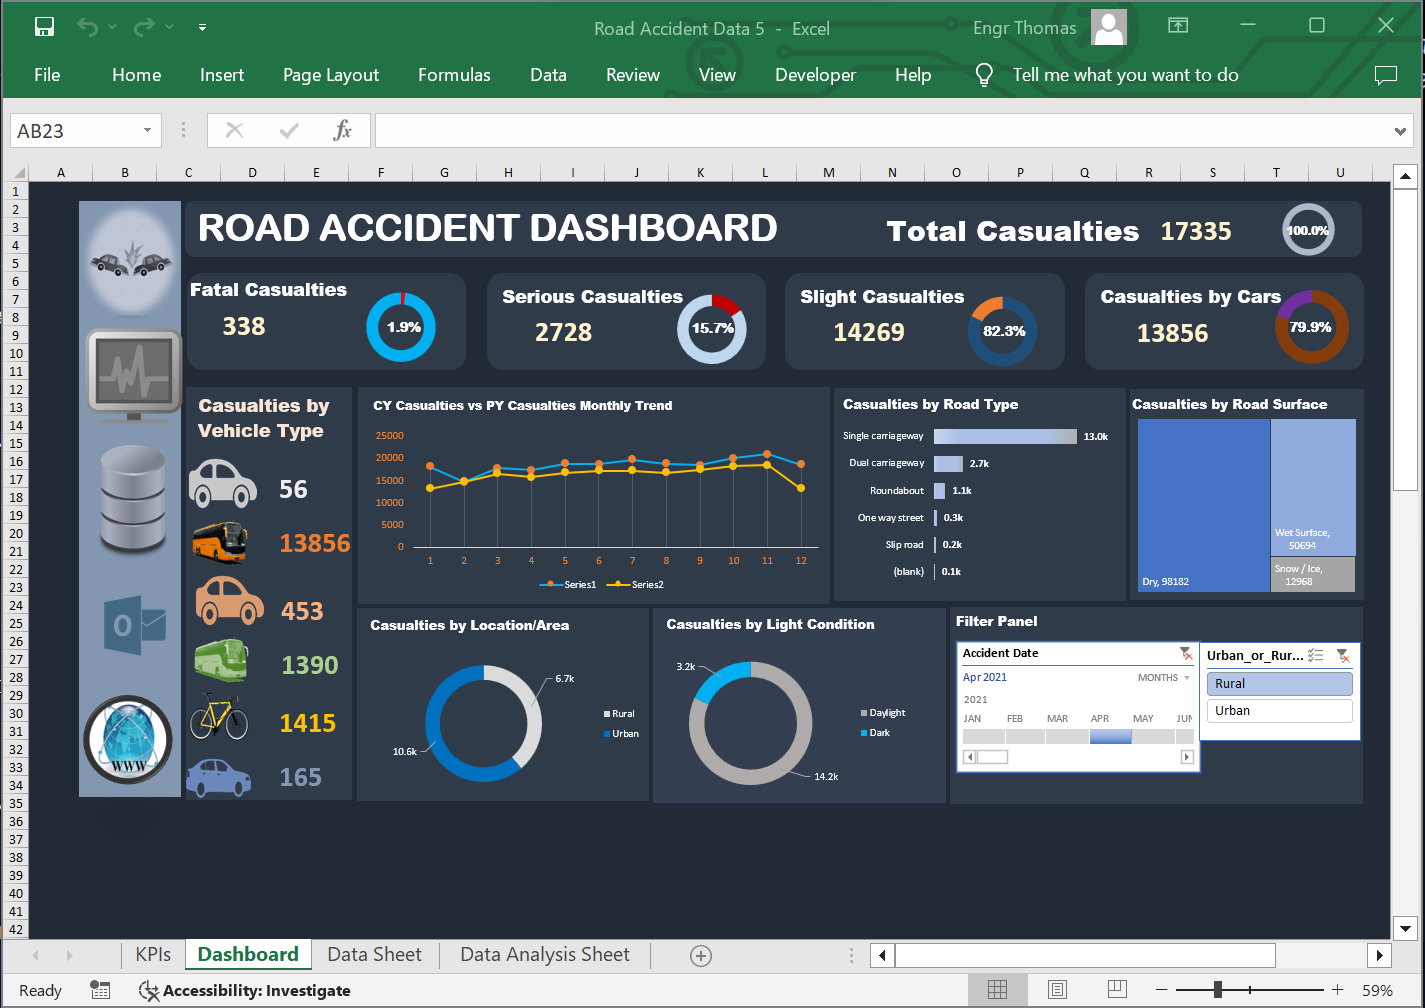 Road Accident Data 5 - Excel
Engr Thomas
File Home Insert Page Layout Formulas Data Review View Developer Help Tell me what you want to do
AB23
fx
A B C D E F G H I J K L M N O P Q R S T U
1
2
3
4
5
6
7
8
9
10
11
12
13
14
15
16
17
18
19
20
21
22
23
24
25
26
27
28
29
30
31
32
33
34
35
36
37
38
39
40
41
42
ROAD ACCIDENT DASHBOARD
Total Casualties 17335
100.0%
Fatal Casualties
338
1.9%
Serious Casualties
2728
15.7%
Slight Casualties
14269
82.3%
Casualties by Cars
13856
79.9%
O
WWW
Casualties by
Vehicle Type
56
13856
453
1390
1415
165
CY Casualties vs PY Casualties Monthly Trend
25000
20000
15000
10000
5000
0
1 2 3 4 5 6 7 8 9 10 11 12
Series1 Series2
Casualties by Road Type
Single carriageway 13.0k
Dual carriageway 2.7k
Roundabout 1.1k
One way street 0.3k
Slip road 0.2k
(blank) 0.1k
Casualties by Road Surface
Dry, 98182
Wet Surface,
50694
Snow / Ice,
12968
Casualties by Location/Area
6.7k
10.6k
Rural
Urban
Casualties by Light Condition
3.2k
14.2k
Daylight
Dark
Filter Panel
Accident Date
Apr 2021
MONTHS
2021
JAN FEB MAR APR MAY JUN
Urban_or_Rur...
Rural
Urban
KPIs Dashboard Data Sheet Data Analysis Sheet
Ready
Accessibility: Investigate
59%